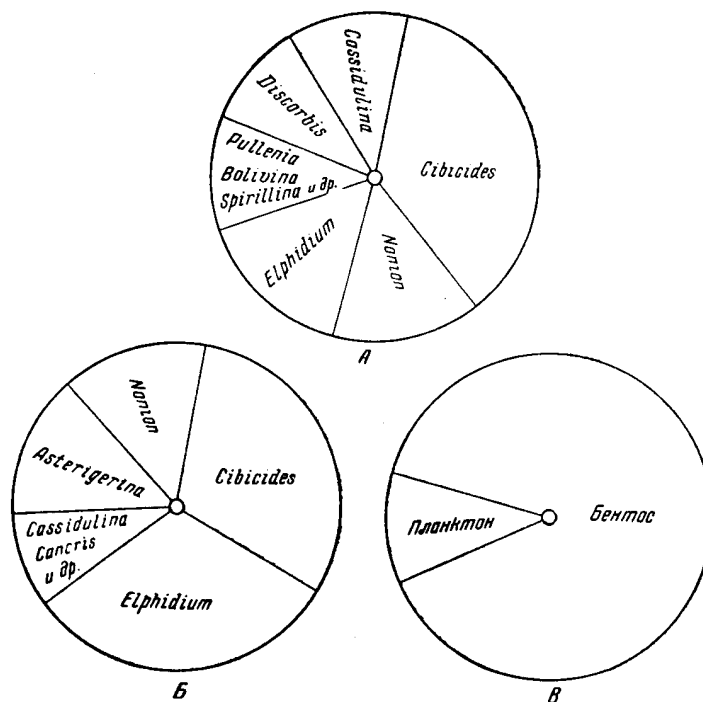 Cassidulina
Discorbis
Pullenia
Bolivina
Spirillina и др.
Cibicides
Elphidium
Nonion
А
Nonion
Asterigerina
Cibicides
Cassidulina
Cancris
и др.
Elphidium
Б
Планктон
Бентос
В